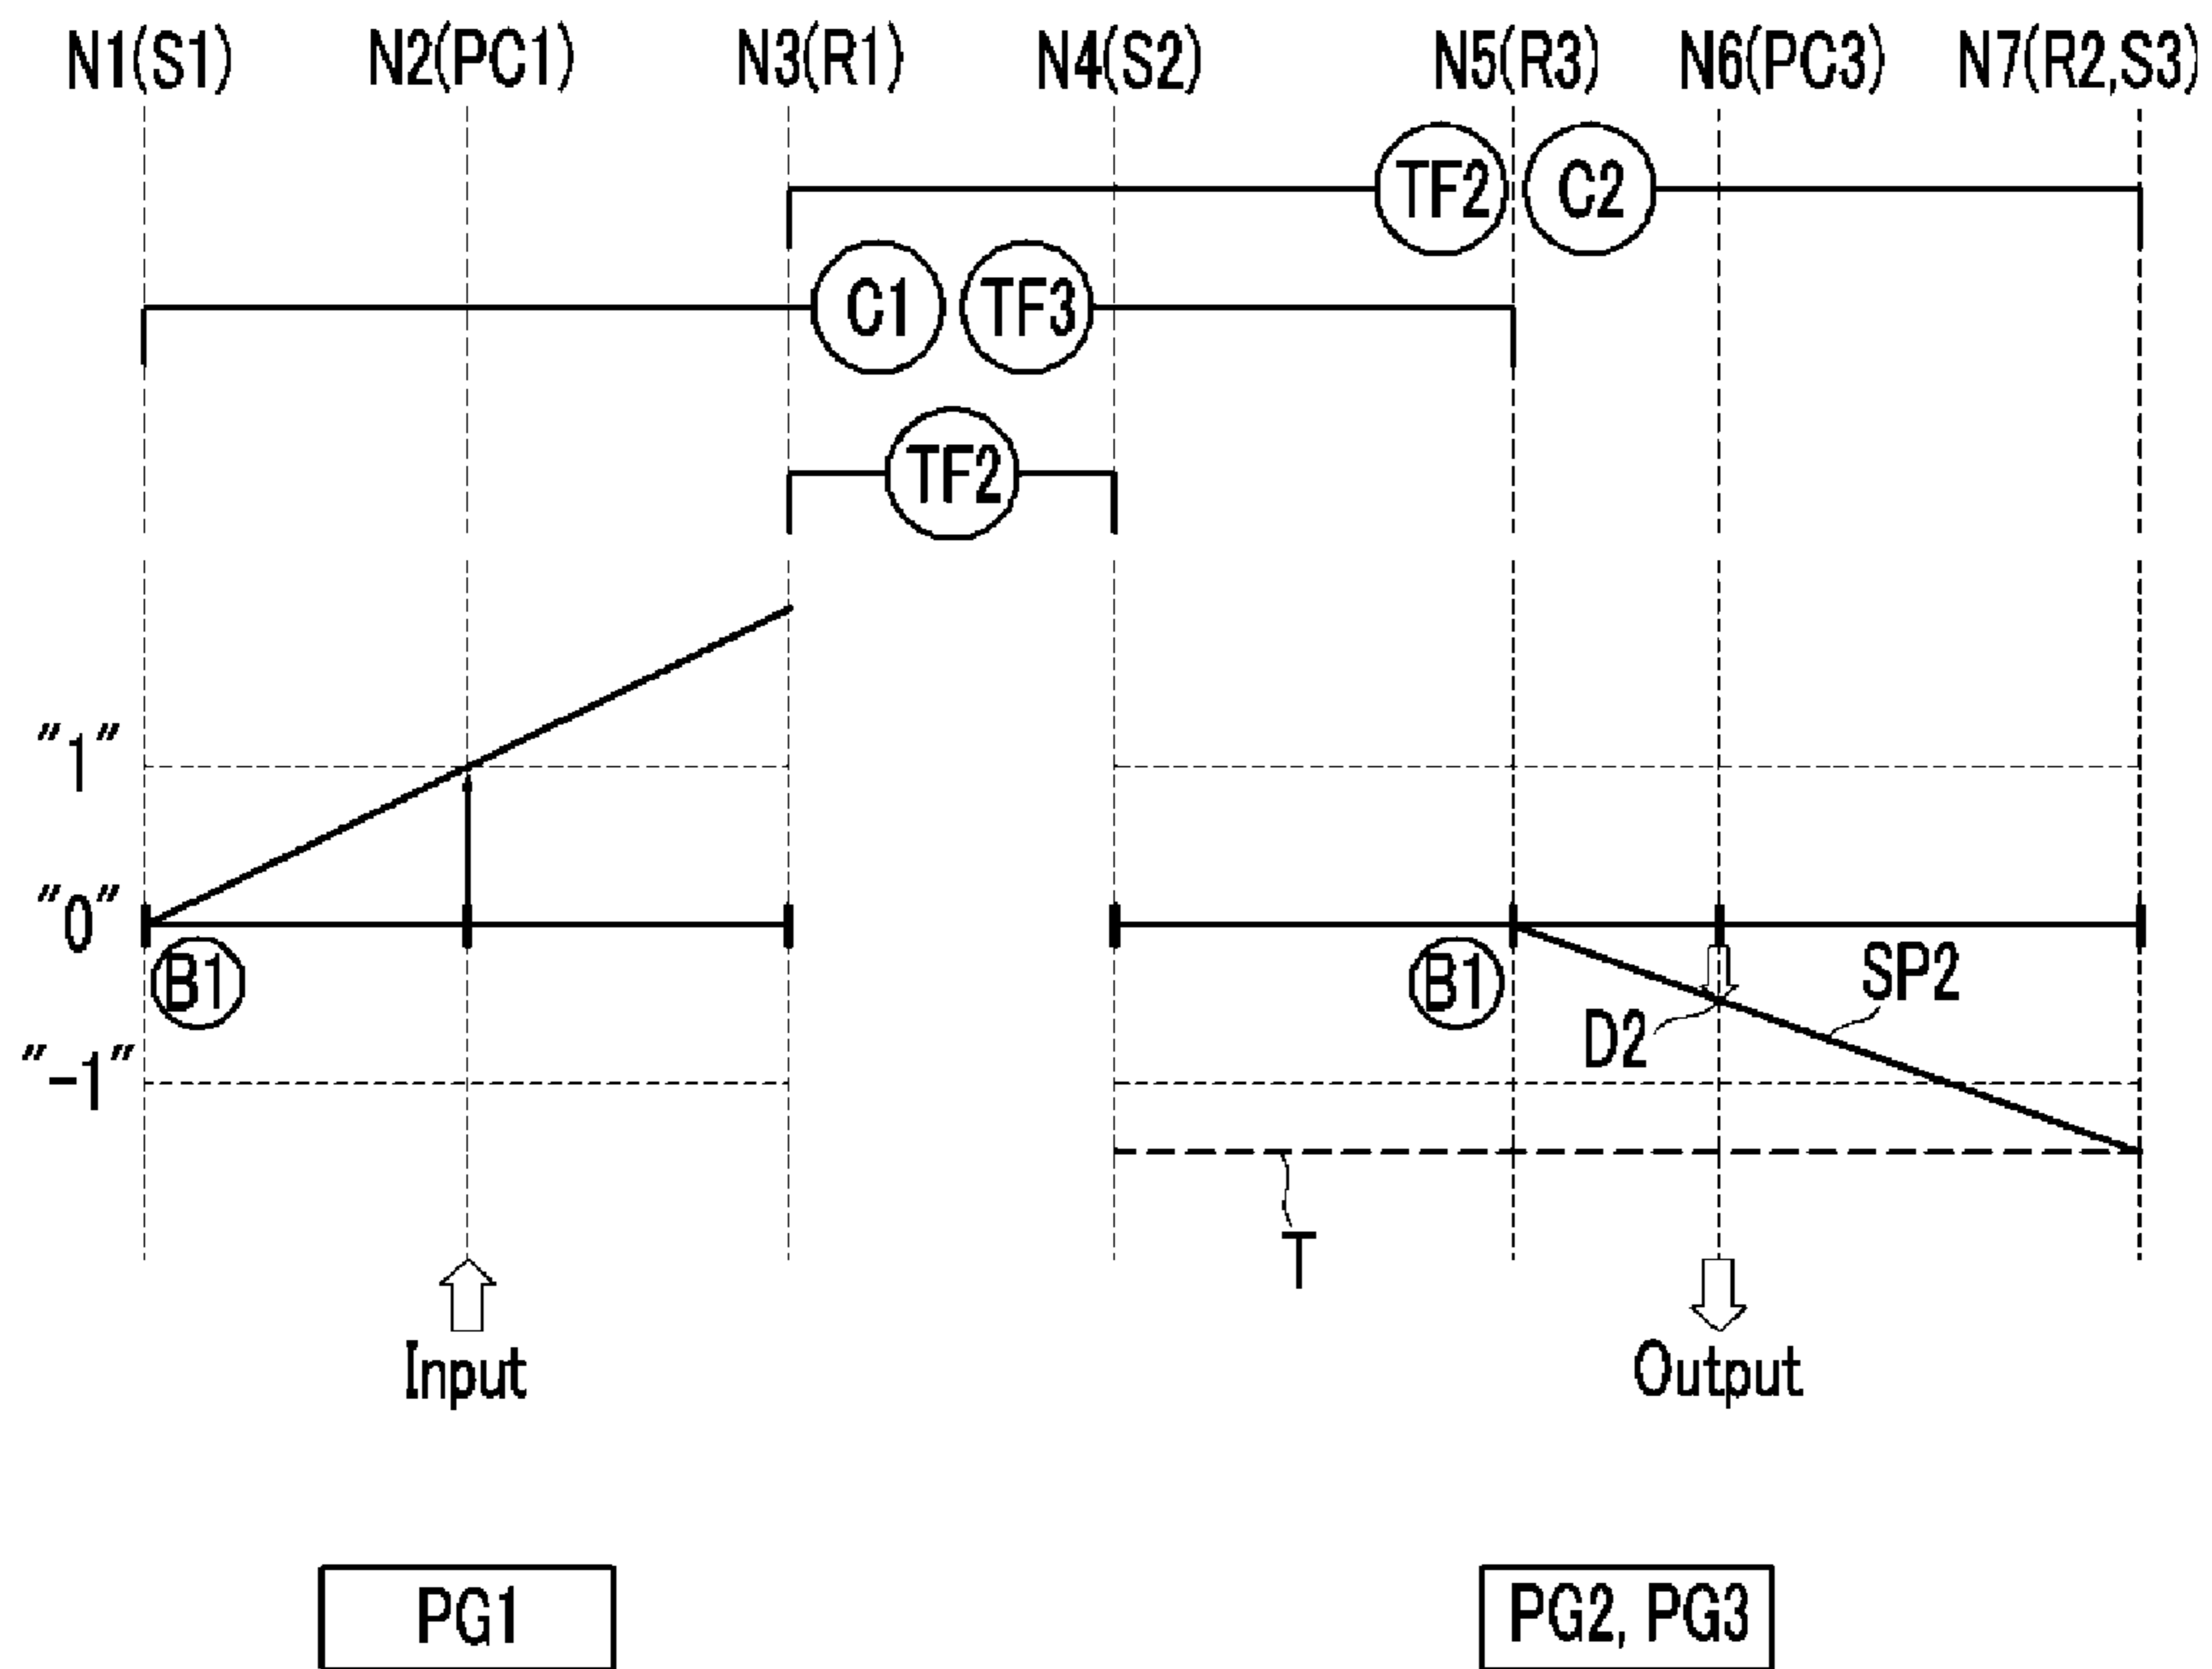 N1(S1) N2(PC1) N3(R1) N4(S2) N5(R3) N6(PC3) N7(R2,S3)
TF2 C2
C1 TF3
TF2
"1"
"0"
B1 B1 SP2
D2
"-1"
T
Input Output
PG1 PG2, PG3